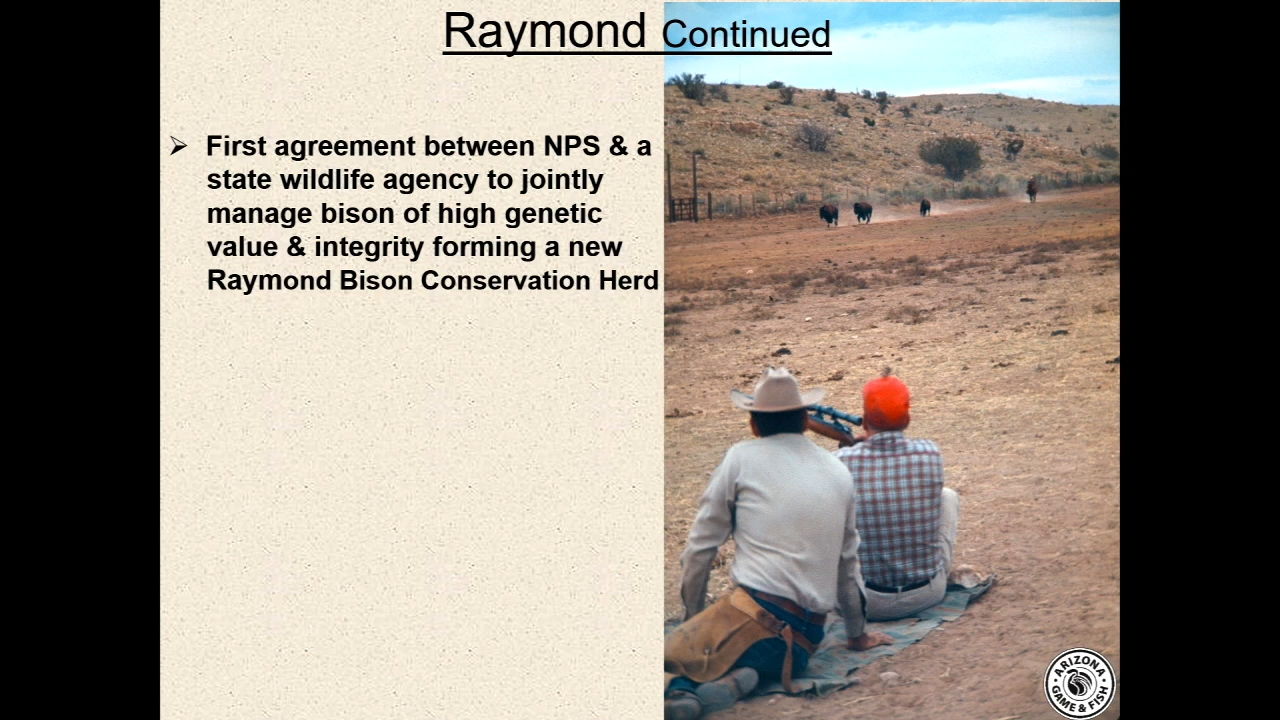 Raymond Continued
➢ First agreement between NPS & a
state wildlife agency to jointly
manage bison of high genetic
value & integrity forming a new
Raymond Bison Conservation Herd
ARIZONA
GAME & FISH